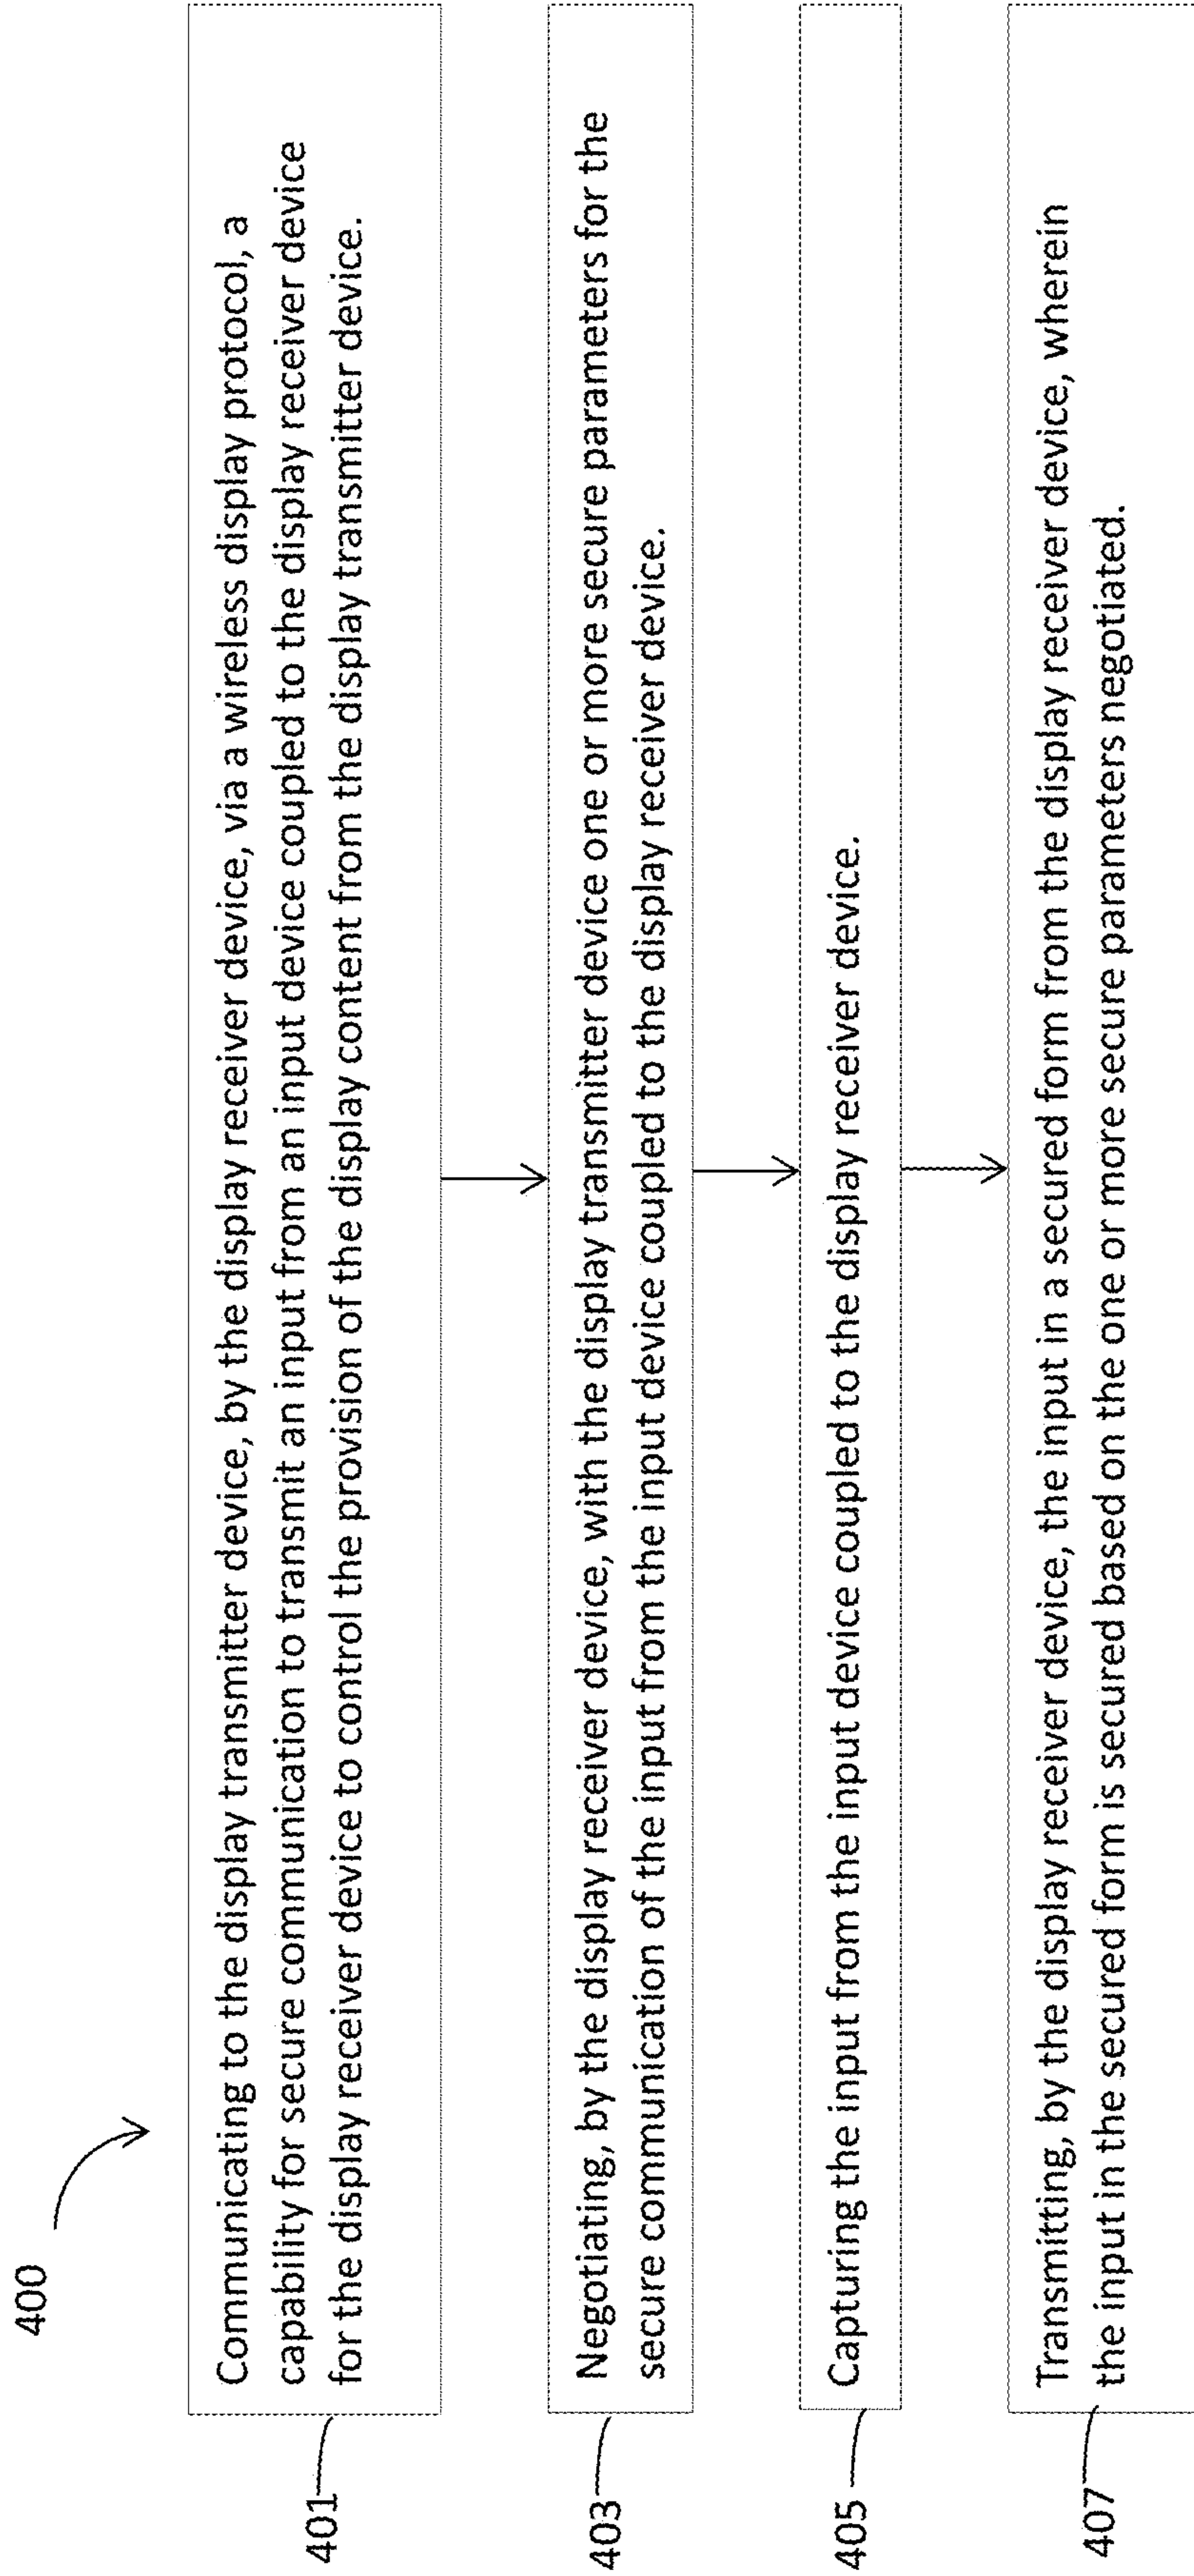 400
401
Communicating to the display transmitter device, by the display receiver device, via a wireless display protocol, a
capability for secure communication to transmit an input from an input device coupled to the display receiver device
for the display receiver device to control the provision of the display content from the display transmitter device.
403
Negotiating, by the display receiver device, with the display transmitter device one or more secure parameters for the
secure communication of the input from the input device coupled to the display receiver device.
405
Capturing the input from the input device coupled to the display receiver device.
407
Transmitting, by the display receiver device, the input in a secured form from the display receiver device, wherein
the input in the secured form is secured based on the one or more secure parameters negotiated.